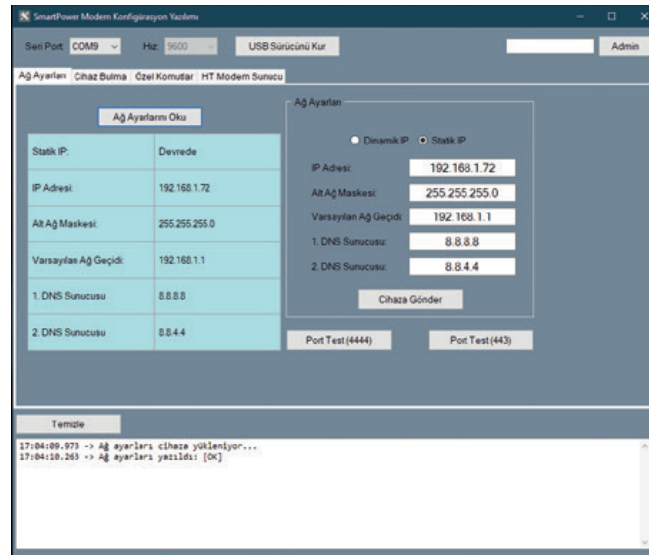 SmartPower Modem Konfigürasyon Yazılımı
Seri Port: COM9 Hız: 9600 USB Sürücünü Kur Admin
Ağ Ayarları Cihaz Bulma Özel Komutlar HT Modem Sunucu
Ağ Ayarlarını Oku
Statik IP: Devrede
IP Adresi: 192.168.1.72
Alt Ağ Maskesi: 255.255.255.0
Varsayılan Ağ Geçidi: 192.168.1.1
1. DNS Sunucusu 8.8.8.8
2. DNS Sunucusu 8.8.4.4
Ağ Ayarları
Dinamik IP Statik IP
IP Adresi: 192.168.1.72
Alt Ağ Maskesi: 255.255.255.0
Varsayılan Ağ Geçidi: 192.168.1.1
1. DNS Sunucusu: 8.8.8.8
2. DNS Sunucusu: 8.8.4.4
Cihaza Gönder
Port Test (4444) Port Test (443)
Temizle
17:04:09.973 -> Ağ ayarları cihaza yükleniyor...
17:04:10.263 -> Ağ ayarları yazıldı: [OK]